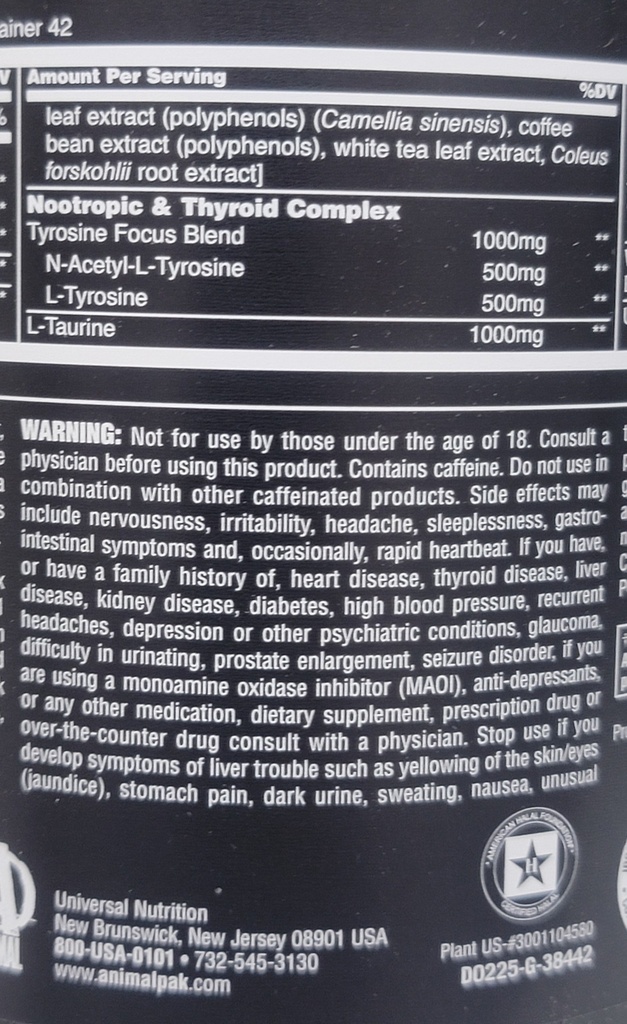 ainer 42
Amount Per Serving %DV
leaf extract (polyphenols) (Camellia sinensis), coffee
bean extract (polyphenols), white tea leaf extract, Coleus
forskohlii root extract]
Nootropic & Thyroid Complex
Tyrosine Focus Blend 1000mg **
N-Acetyl-L-Tyrosine 500mg **
L-Tyrosine 500mg **
L-Taurine 1000mg **
WARNING: Not for use by those under the age of 18. Consult a
physician before using this product. Contains caffeine. Do not use in
combination with other caffeinated products. Side effects may
include nervousness, irritability, headache, sleeplessness, gastro-
intestinal symptoms and, occasionally, rapid heartbeat. If you have,
or have a family history of, heart disease, thyroid disease, liver
disease, kidney disease, diabetes, high blood pressure, recurrent
headaches, depression or other psychiatric conditions, glaucoma,
difficulty in urinating, prostate enlargement, seizure disorder, if you
are using a monoamine oxidase inhibitor (MAOI), anti-depressants,
or any other medication, dietary supplement, prescription drug or
over-the-counter drug consult with a physician. Stop use if you
develop symptoms of liver trouble such as yellowing of the skin/eyes
(jaundice), stomach pain, dark urine, sweating, nausea, unusual
AMERICAN HALAL FOUNDATION
H
CERTIFIED HALAL
Universal Nutrition
New Brunswick, New Jersey 08901 USA
800-USA-0101 • 732-545-3130
www.animalpak.com
Plant US-#3001104580
D0225-G-38442